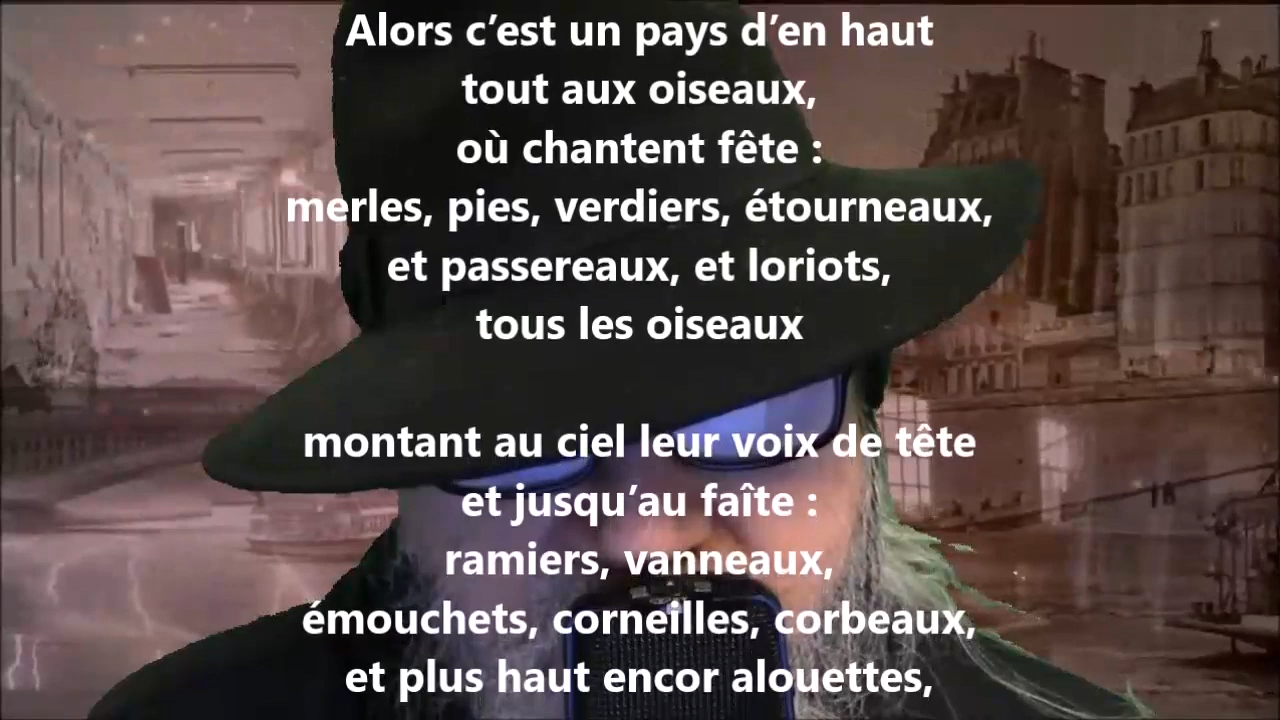 Alors c’est un pays d’en haut
tout aux oiseaux,
où chantent fête :
merles, pies, verdiers, étourneaux,
et passereaux, et loriots,
tous les oiseaux
montant au ciel leur voix de tête
et jusqu’au faîte :
ramiers, vanneaux,
émouchets, corneilles, corbeaux,
et plus haut encor alouettes,